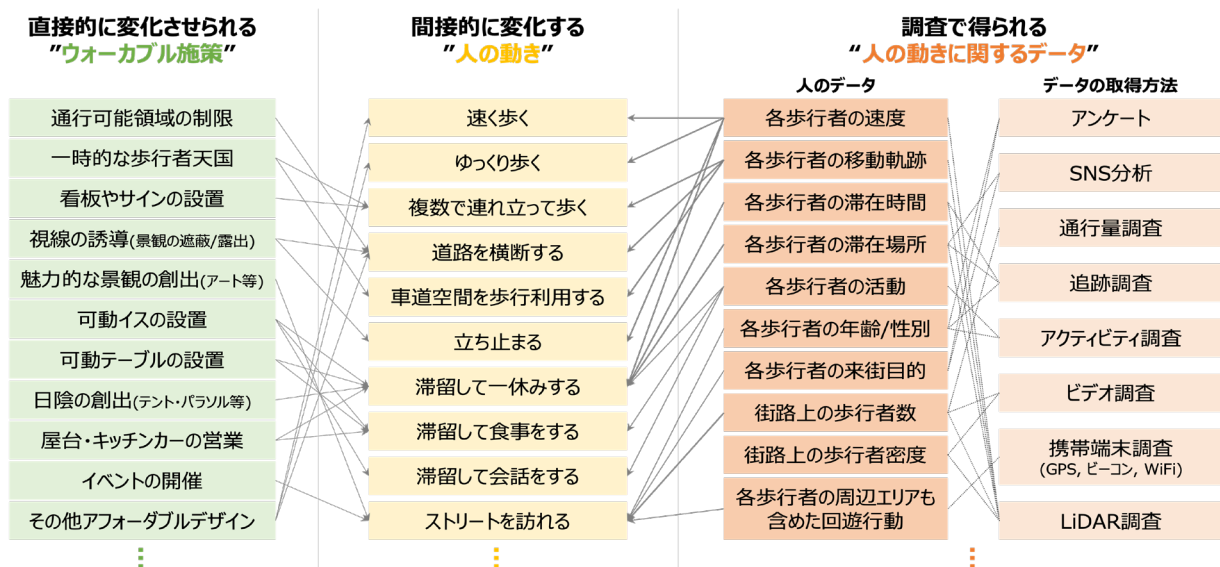 直接的に変化させられる
”ウォーカブル施策”
通行可能領域の制限
一時的な歩行者天国
看板やサインの設置
視線の誘導(景観の遮蔽/露出)
魅力的な景観の創出(アート等)
可動イスの設置
可動テーブルの設置
日陰の創出(テント・パラソル等)
屋台・キッチンカーの営業
イベントの開催
その他アフォーダブルデザイン
間接的に変化する
”人の動き”
速く歩く
ゆっくり歩く
複数で連れ立って歩く
道路を横断する
車道空間を歩行利用する
立ち止まる
滞留して一休みする
滞留して食事をする
滞留して会話をする
ストリートを訪れる
調査で得られる
“人の動きに関するデータ”
人のデータ
各歩行者の速度
各歩行者の移動軌跡
各歩行者の滞在時間
各歩行者の滞在場所
各歩行者の活動
各歩行者の年齢/性別
各歩行者の来街目的
街路上の歩行者数
街路上の歩行者密度
各歩行者の周辺エリアも
含めた回遊行動
データの取得方法
アンケート
SNS分析
通行量調査
追跡調査
アクティビティ調査
ビデオ調査
携帯端末調査
(GPS, ビーコン, WiFi)
LiDAR調査